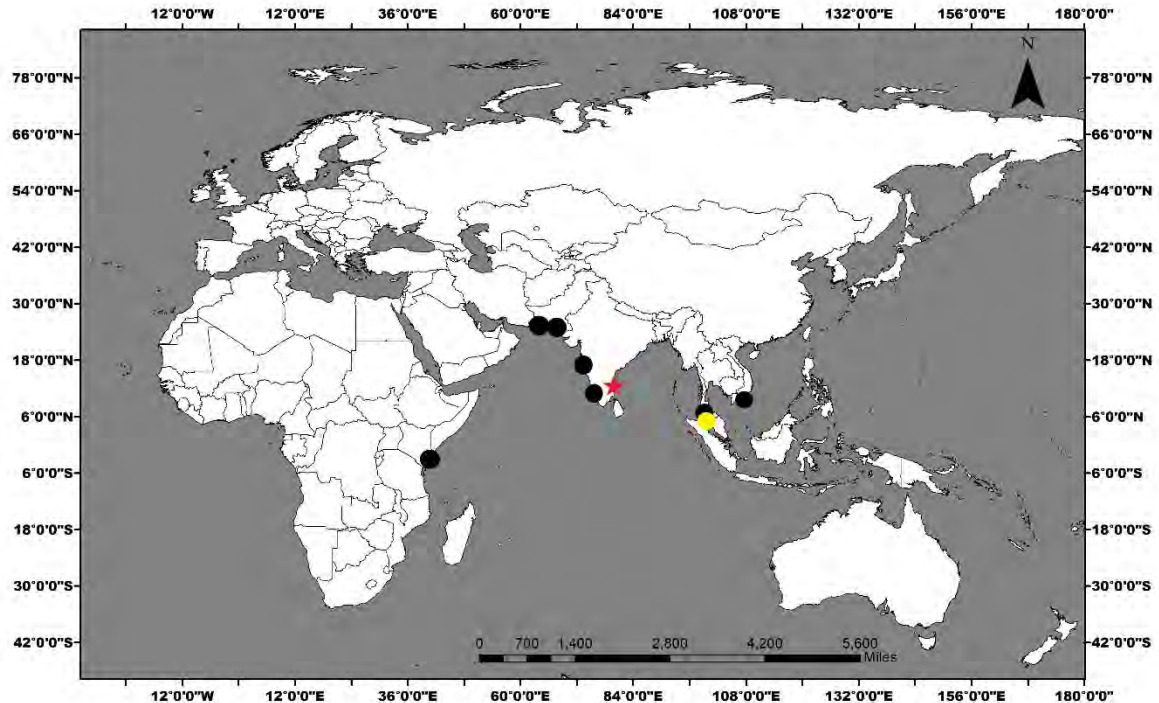 12°0'0"W 12°0'0"E 36°0'0"E 60°0'0"E 84°0'0"E 108°0'0"E 132°0'0"E 156°0'0"E 180°0'0"
N
78°0'0"N 78°0'0"N
66°0'0"N 66°0'0"N
54°0'0"N 54°0'0"N
42°0'0"N 42°0'0"N
30°0'0"N 30°0'0"N
18°0'0"N 18°0'0"N
6°0'0"N 6°0'0"N
6°0'0"S 6°0'0"S
18°0'0"S 18°0'0"S
30°0'0"S 30°0'0"S
42°0'0"S 42°0'0"S
0 700 1,400 2,800 4,200 5,600
Miles
12°0'0"W 12°0'0"E 36°0'0"E 60°0'0"E 84°0'0"E 108°0'0"E 132°0'0"E 156°0'0"E 180°0'0"